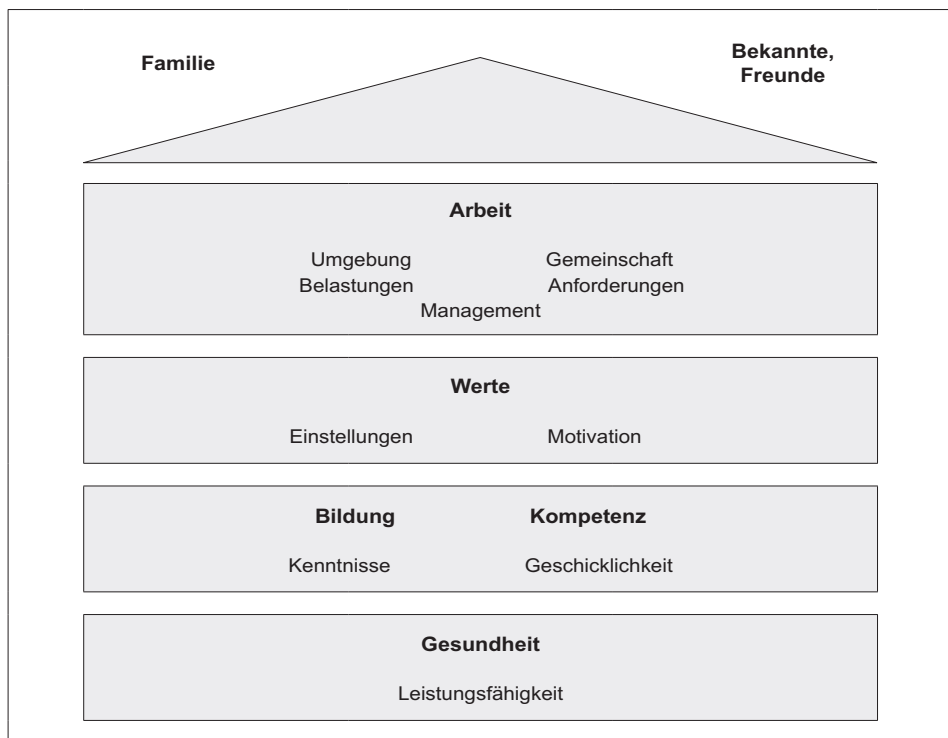 Familie
Bekannte,
Freunde
Arbeit
Umgebung Gemeinschaft
Belastungen Anforderungen
Management
Werte
Einstellungen Motivation
Bildung Kompetenz
Kenntnisse Geschicklichkeit
Gesundheit
Leistungsfähigkeit